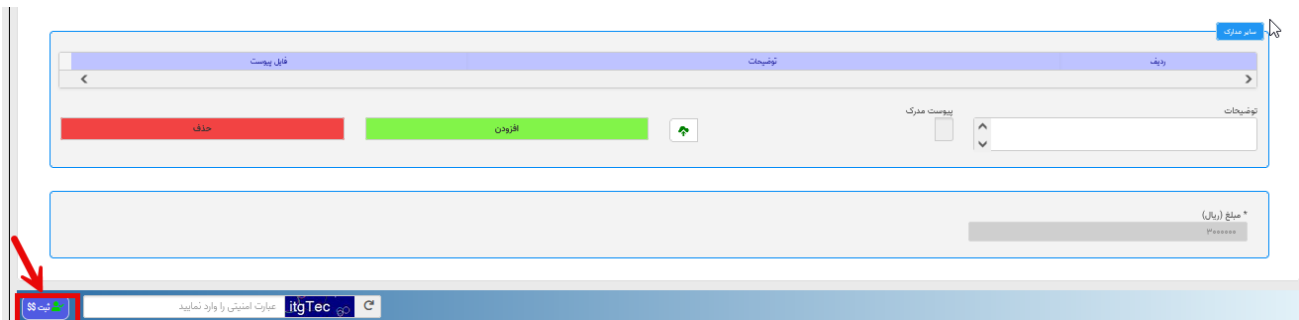 سایر مدارک
ردیف توضیحات فایل پیوست
توضیحات پیوست مدرک
افزودن حذف
* مبلغ (ریال)
۳۰۰۰۰۰۰
عبارت امنیتی را وارد نمایید itgTec ثبت $$